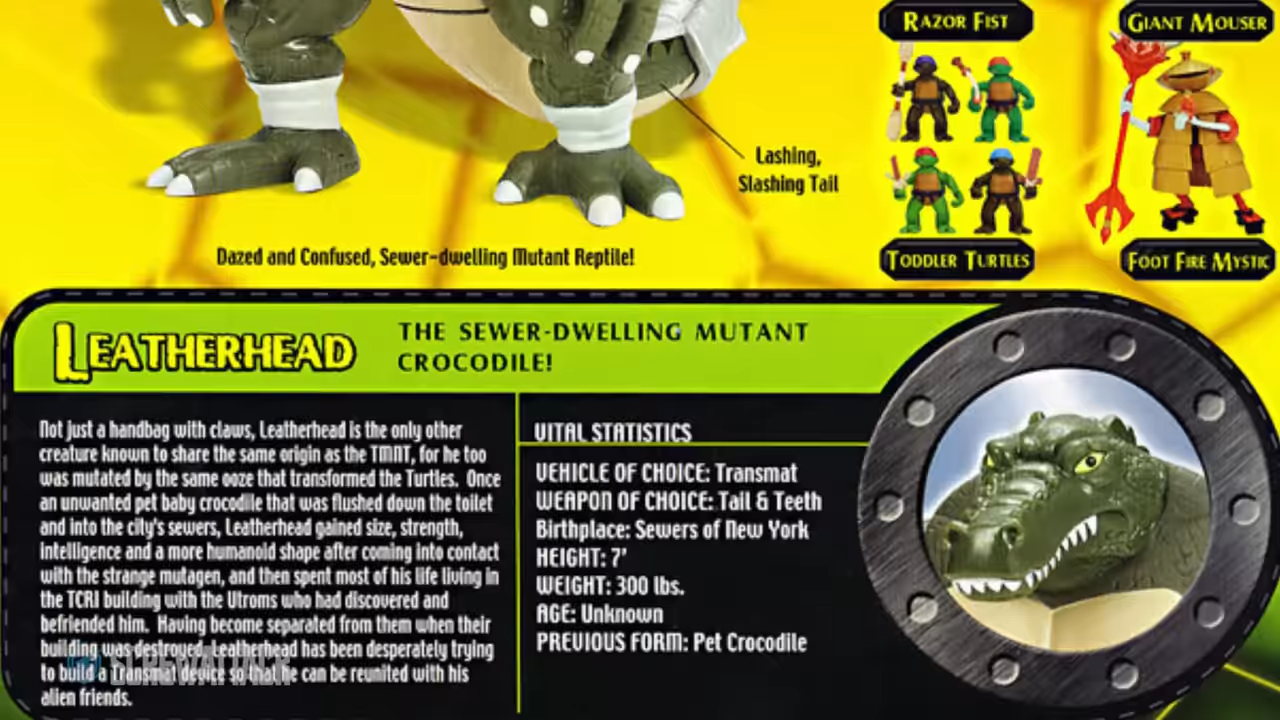 RAZOR FIST
GIANT MOUSER
Lashing,
Slashing Tail
Dazed and Confused, Sewer-dwelling Mutant Reptile!
TODDLER TURTLES
FOOT FIRE MYSTIC
LEATHERHEAD
THE SEWER-DWELLING MUTANT
CROCODILE!
Not just a handbag with claws, Leatherhead is the only other
creature known to share the same origin as the TMNT, for he too
was mutated by the same ooze that transformed the Turtles. Once
an unwanted pet baby crocodile that was flushed down the toilet
and into the city's sewers, Leatherhead gained size, strength,
intelligence and a more humanoid shape after coming into contact
with the strange mutagen, and then spent most of his life living in
the TCRI building with the Utroms who had discovered and
befriended him. Having become separated from them when their
building was destroyed, Leatherhead has been desperately trying
to build a Transmat device so that he can be reunited with his
alien friends.
VITAL STATISTICS
VEHICLE OF CHOICE: Transmat
WEAPON OF CHOICE: Tail & Teeth
Birthplace: Sewers of New York
HEIGHT: 7'
WEIGHT: 300 lbs.
AGE: Unknown
PREVIOUS FORM: Pet Crocodile
SCREWATTACK